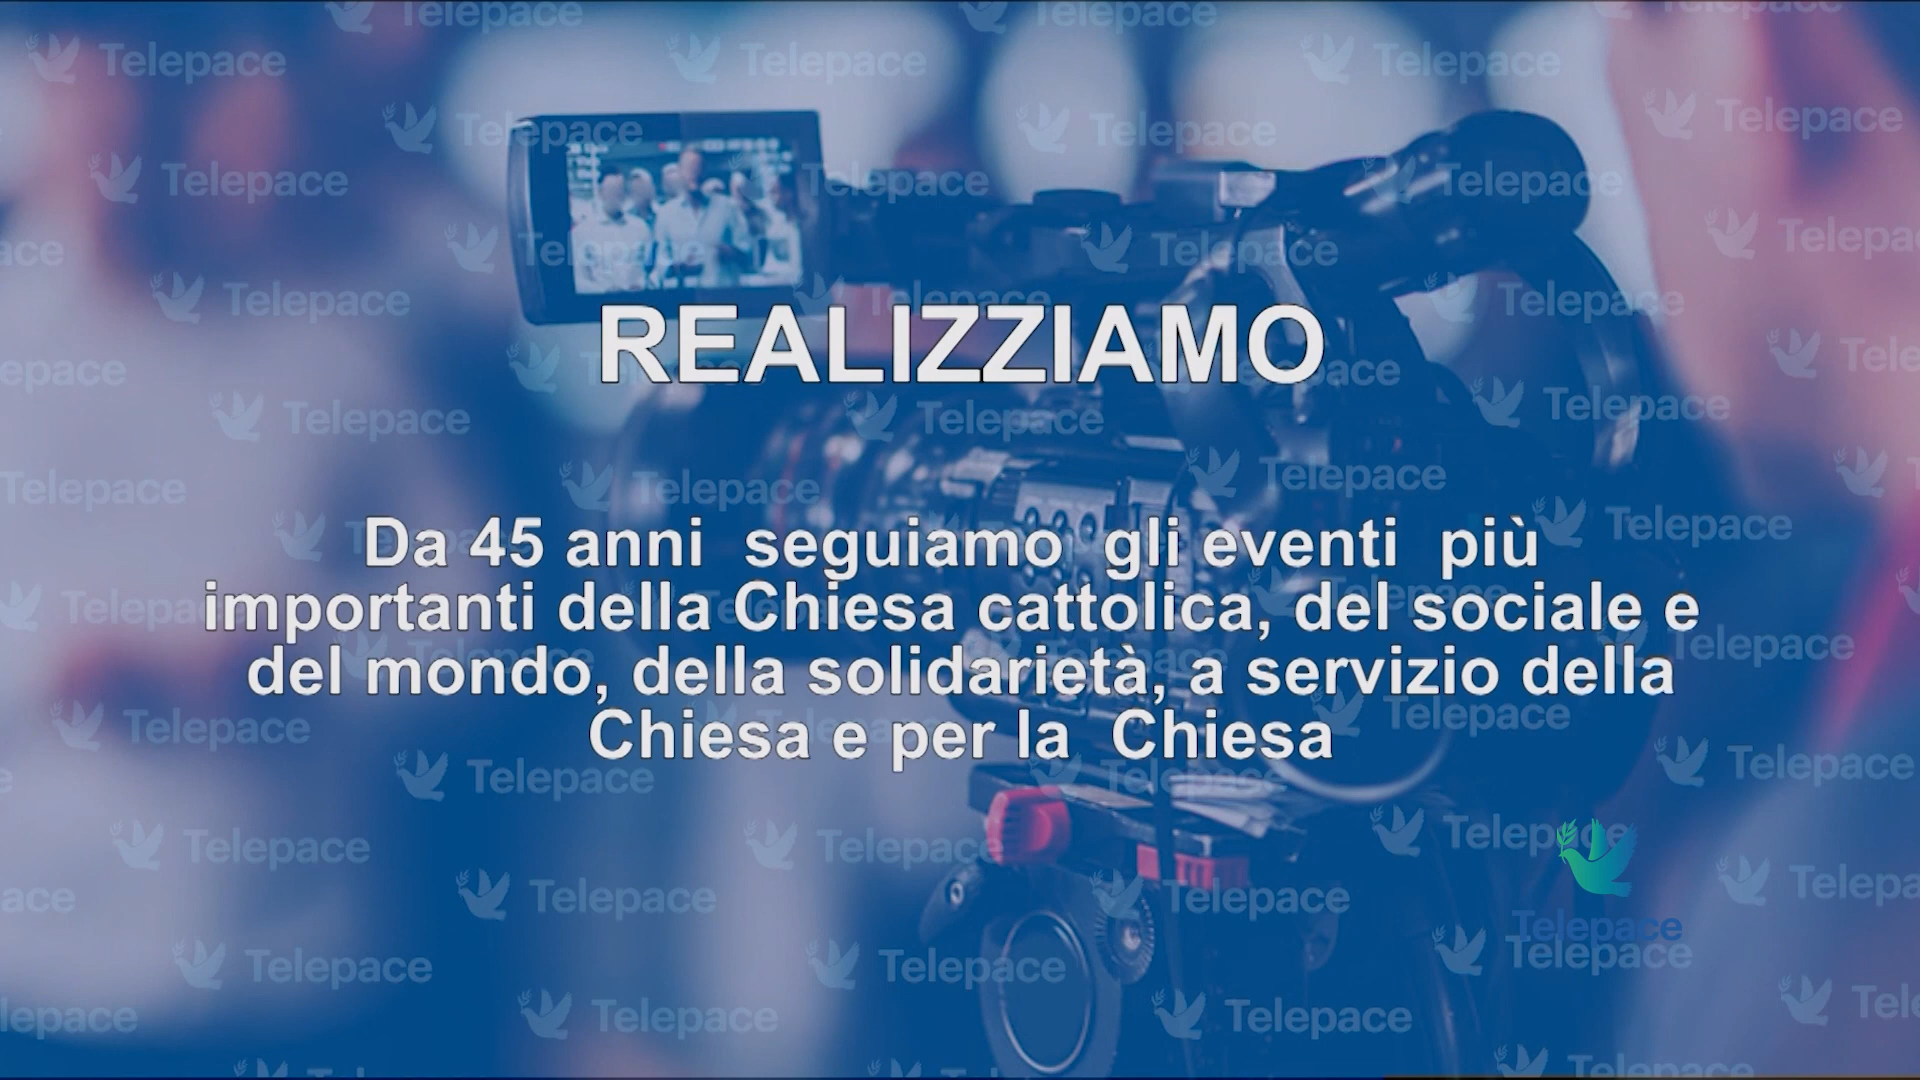 REALIZZIAMO
Da 45 anni seguiamo gli eventi più
importanti della Chiesa cattolica, del sociale e
del mondo, della solidarietà, a servizio della
Chiesa e per la Chiesa
Telepace